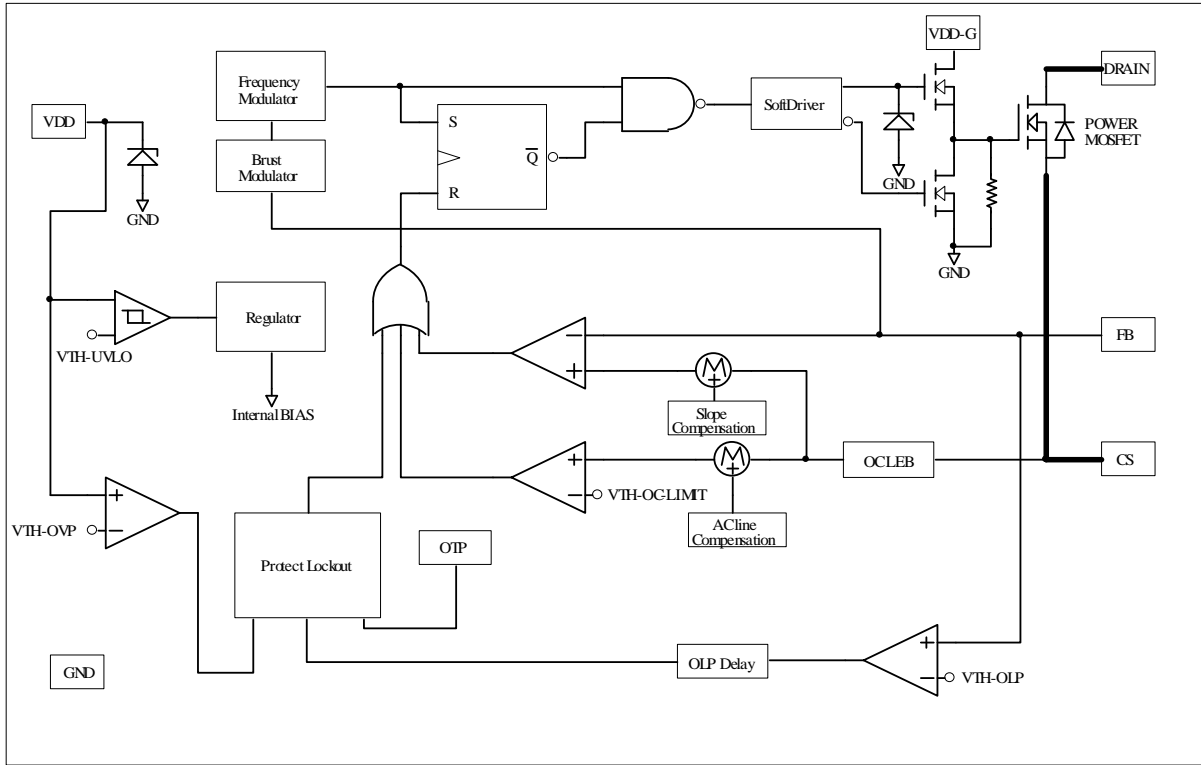 VDD-G
DRAIN
Frequency
Modulator
SoftDriver
VDD
S
Q
POWER
MOSFET
Brust
Modulator
R
GND
GND
GND
Regulator
VTH-UVLO
−
FB
+
M
+
Internal BIAS
Slope
Compensation
+
M
+
OCLEB
CS
−
VTH-OC-LIMIT
+
VTH-OVP
−
ACline
Compensation
OTP
Protect Lockout
+
OLP Delay
GND
−
VTH-OLP